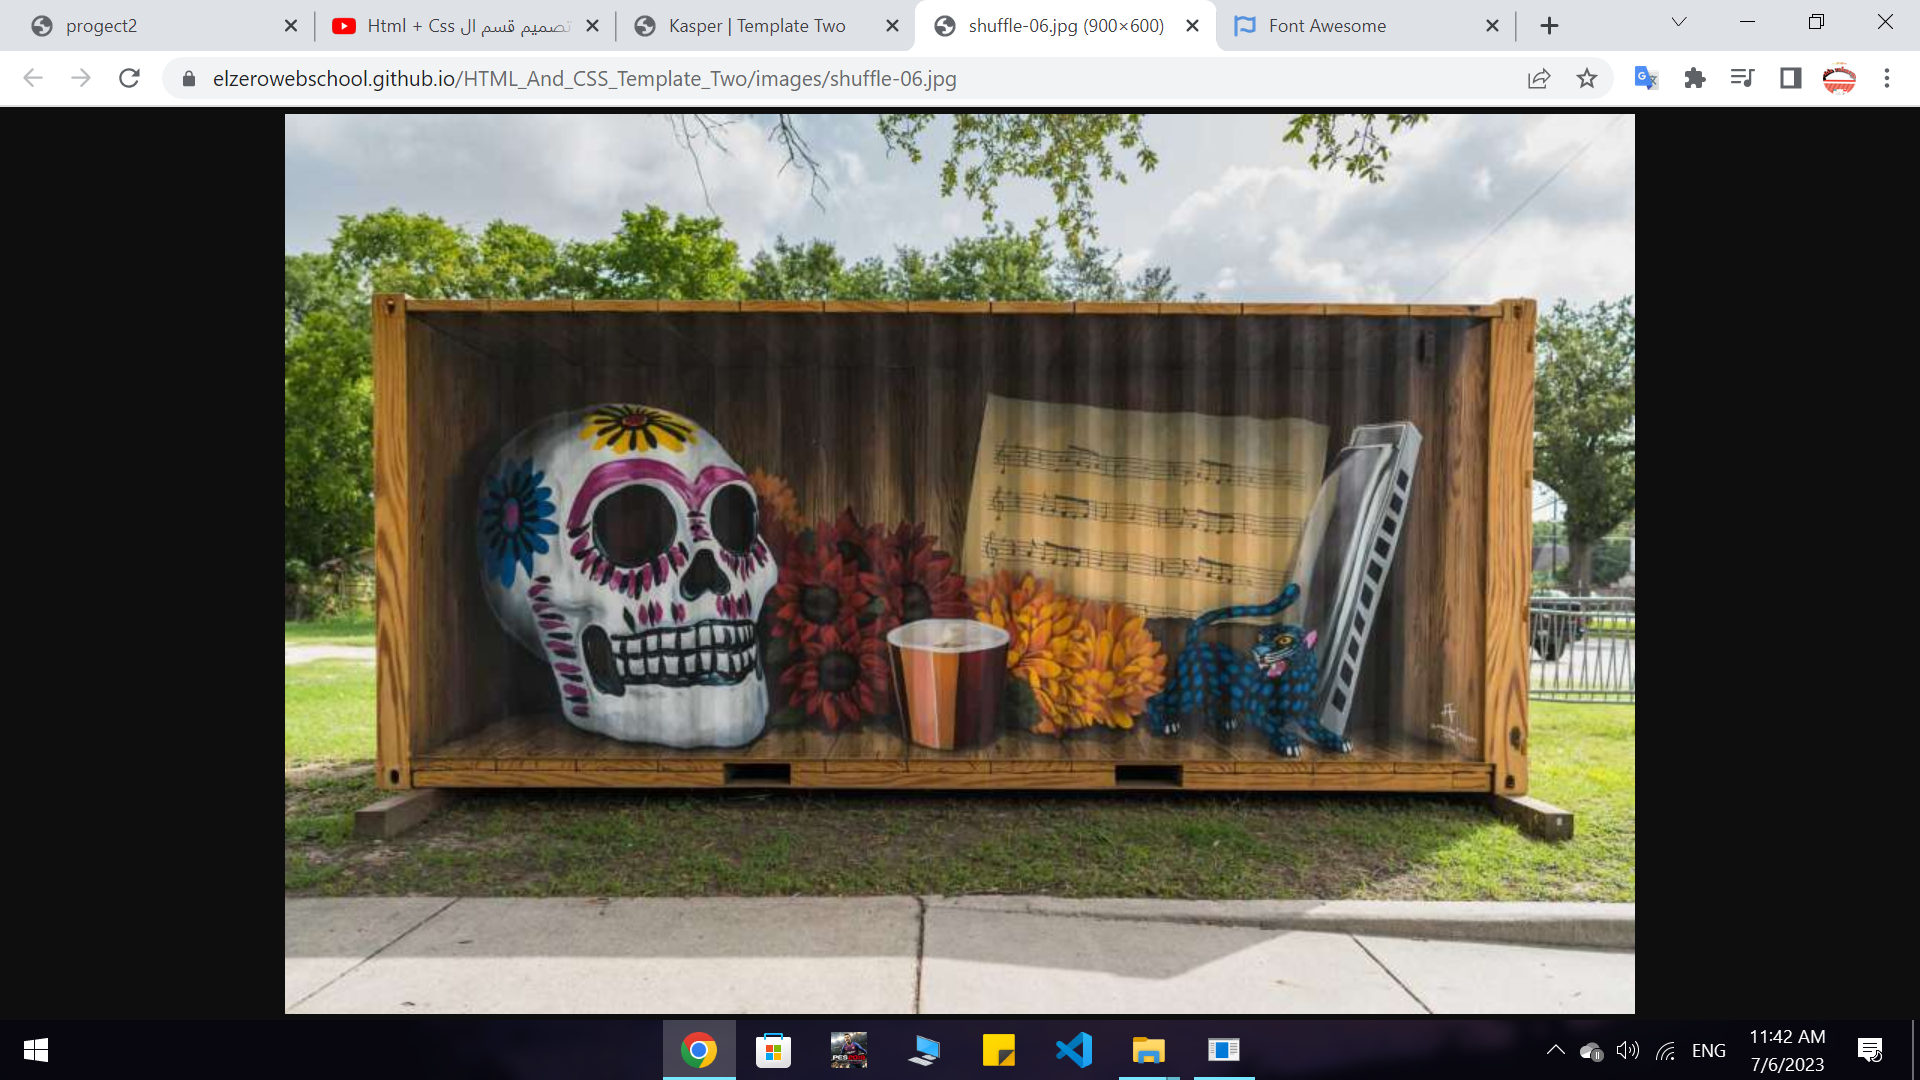 progect2
Html + Css تصميم قسم ال
Kasper | Template Two
shuffle-06.jpg (900×600)
Font Awesome
elzerowebschool.github.io/HTML_And_CSS_Template_Two/images/shuffle-06.jpg
ENG
11:42 AM
7/6/2023